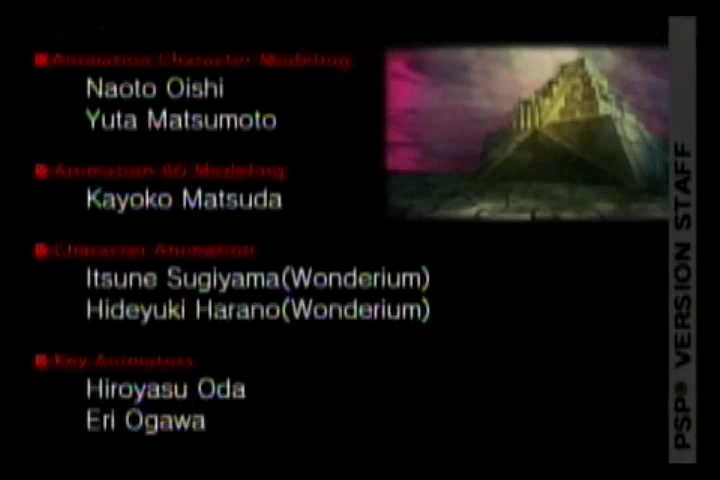 Animation Character Modeling
Naoto Oishi
Yuta Matsumoto
Animation BG Modeling
Kayoko Matsuda
Character Animation
Itsune Sugiyama(Wonderium)
Hideyuki Harano(Wonderium)
Key Animators
Hiroyasu Oda
Eri Ogawa
PSP® VERSION STAFF